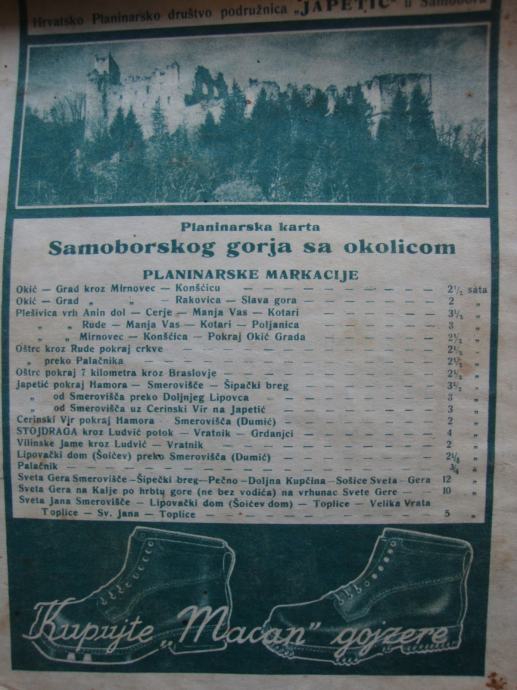 Hrvatsko Planinarsko društvo podružnica „JAPETIĆ" u Samoboru
Planinarska karta
Samoborskog gorja sa okolicom
PLANINARSKE MARKACIJE
Okić — Grad kroz Mirnovec — Konšćicu — — — — — — 2½ sata
Okić — Grad „ „ Rakovica — Slava gora — — — — 2 „
Plešivica vrh Anin dol — Cerje — Manja Vas — Kotari — — — — 3½ „
„ „ Rude — Manja Vas — Kotari — Poljanica — — — 3 „
„ „ Mirnovec — Konšćica — Pokraj Okić Grada — — — 2½ „
Oštrc kroz Rude pokraj crkve — — — — — — 2½ „
„ preko Palačnika — — — — — — 2½ „
Oštrc pokraj 7 kilometra kroz Braslovje — — — — — 2½ „
Japetić pokraj Hamora — Smerovišće — Šipački breg — — — — 3½ „
„ od Smerovišća preko Doljnjeg Lipovca — — — — 3 „
„ od Smerovišća uz Cerinski Vir na Japetić — — — — 3 „
Cerinski Vir pokraj Hamora — Smerovišća (Dumić) — — — — 2 „
STOJDRAGA kroz Ludvić potok — Vratnik — Grdanjci — — — — 4 „
Vilinske Jame kroz Ludvić — Vratnik — — — — — 2 „
Lipovački dom (Šoićev) preko Smerovišća (Dumić) — — — —
Palačnik — — — — — — ¾ „
Sveta Gera Smerovišće —Šipečki breg—Pečno —Doljna Kupčina —Sošice Sveta - Gera 12 „
Sveta Gera na Kalje po hrbtu gore (ne bez vodića) na vrhunac Svete Gere — 10 „
Sveta Jana Smerovišće — Lipovački dom (Šoićev dom) — Toplice — Velika Vrata
Toplice — Sv. Jana — Toplice — — — — — 5 „
Kupujte „Macan" gojzere